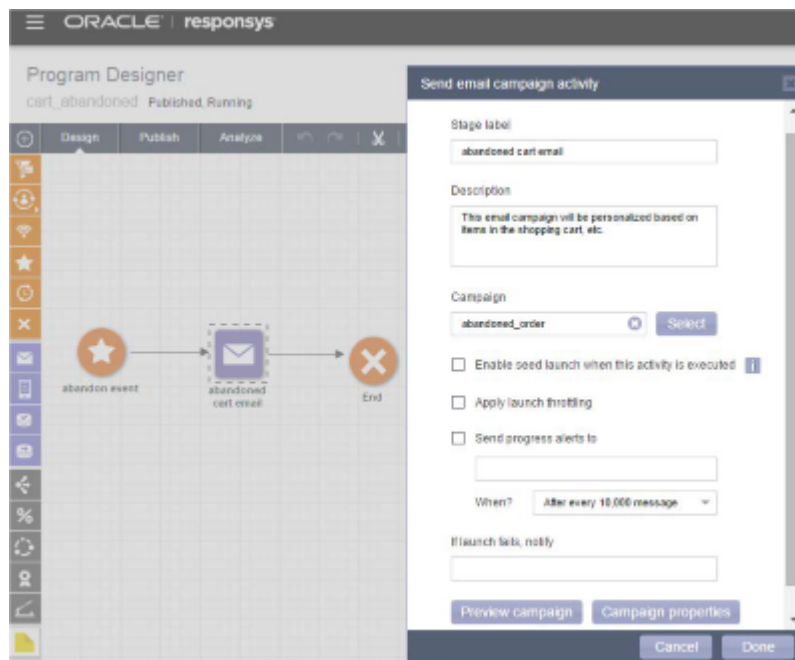 ORACLE | responsys
Program Designer
cart_abandoned Published, Running
Design Publish Analyze
abandon event
abandoned
cart email
End
Send email campaign activity
Stage label
abandoned cart email
Description
This email campaign will be personalized based on
items in the shopping cart, etc.
Campaign
abandoned_order
Select
Enable seed launch when this activity is executed
Apply launch throttling
Send progress alerts to
When? After every 10,000 message
If launch fails, notify
Preview campaign Campaign properties
Cancel Done